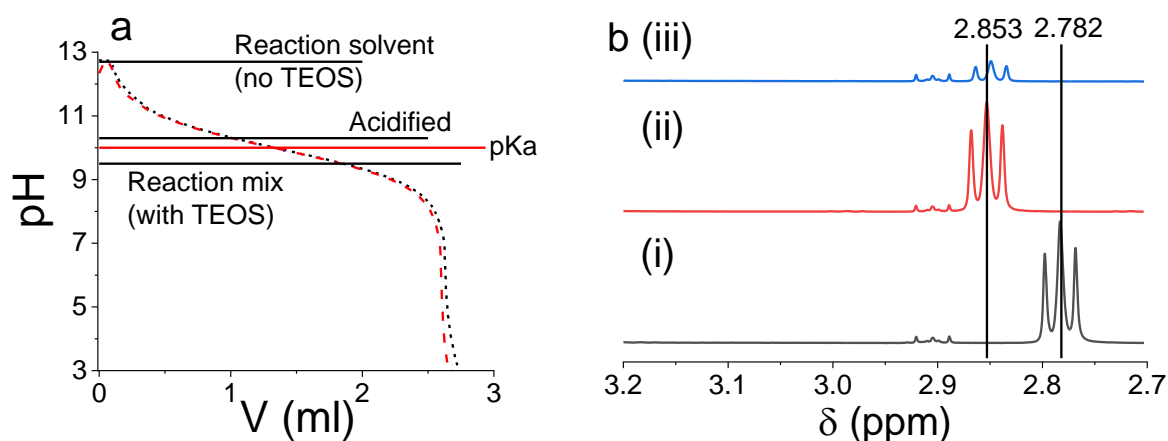 a
Reaction solvent
(no TEOS)
Acidified
pKa
Reaction mix
(with TEOS)
13
11
9
7
5
3
pH
0
1
2
3
V (ml)
b
(iii)
2.853
2.782
(ii)
(i)
3.2
3.1
3.0
2.9
2.8
2.7
δ (ppm)